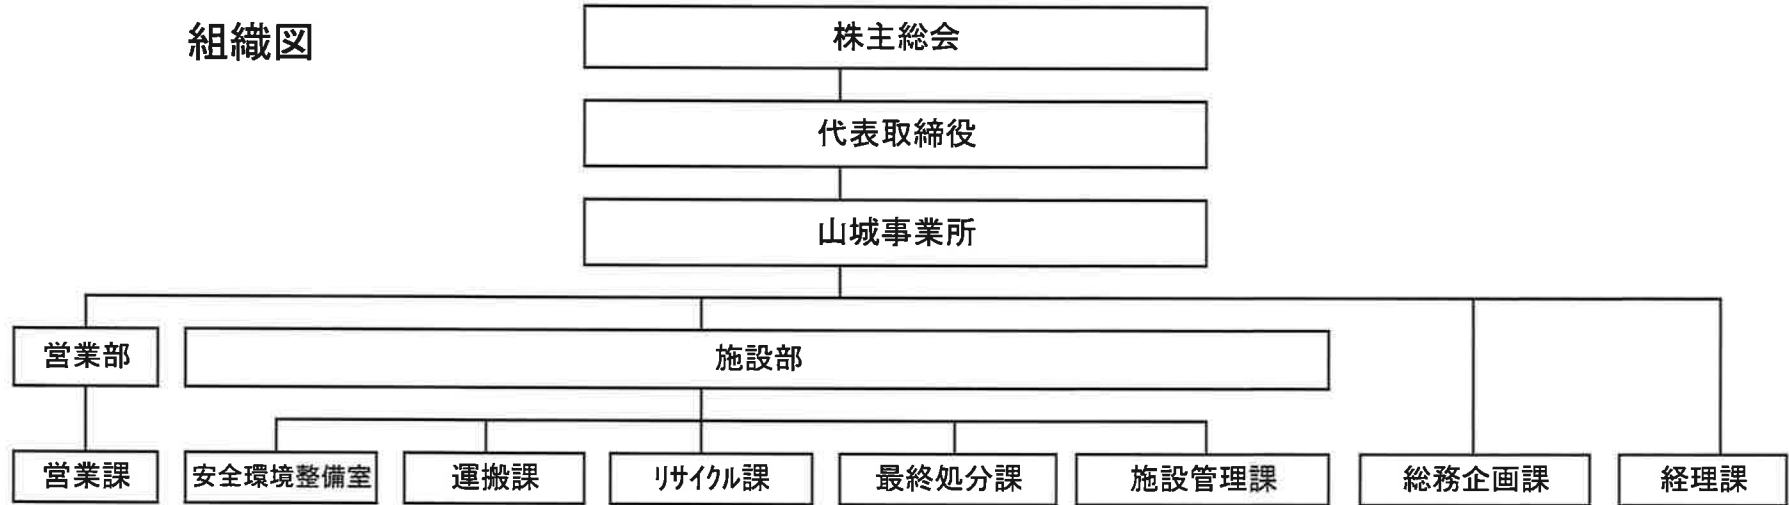 組織図
株主総会
代表取締役
山城事業所
営業部
施設部
営業課
安全環境整備室
運搬課
リサイクル課
最終処分課
施設管理課
総務企画課
経理課